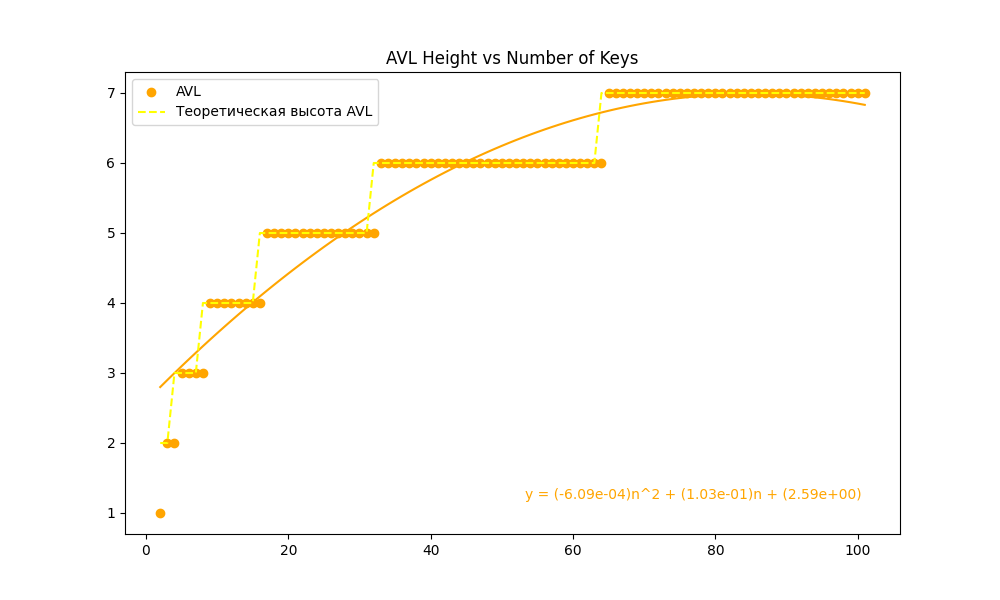 AVL Height vs Number of Keys
AVL
Теоретическая высота AVL
7
6
5
4
3
2
1
y = (-6.09e-04)n^2 + (1.03e-01)n + (2.59e+00)
0 20 40 60 80 100